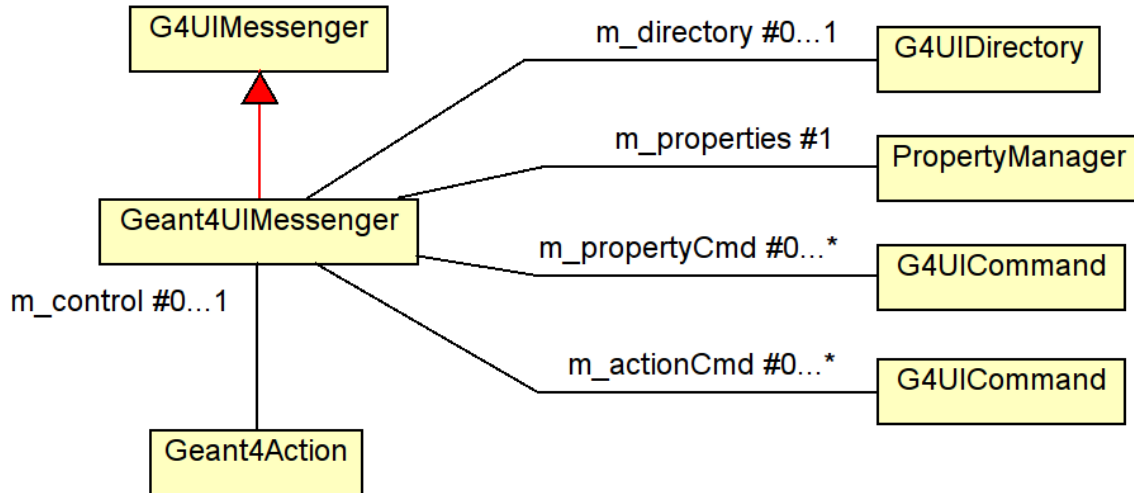 G4UIMessenger
m_directory #0...1
G4UIDirectory
m_properties #1
PropertyManager
Geant4UIMessenger
m_propertyCmd #0...*
G4UICommand
m_control #0...1
m_actionCmd #0...*
G4UICommand
Geant4Action